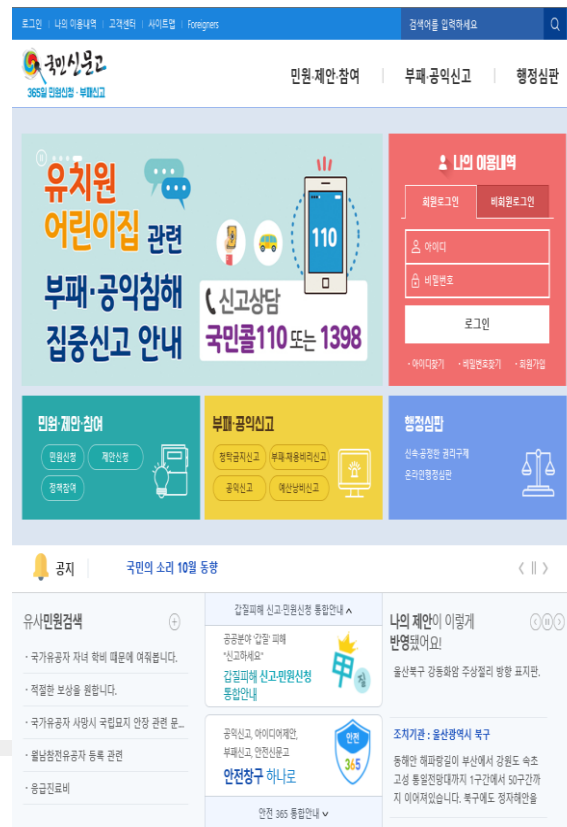 로그인 | 나의 이용내역 | 고객센터 | 사이트맵 | Foreigners
검색어를 입력하세요
국민신문고
365일 민원신청·부패신고
민원·제안·참여
부패·공익신고
행정심판
유치원
어린이집 관련
부패·공익침해
집중신고 안내
110
신고상담
국민콜110 또는 1398
나의 이용내역
회원로그인
비회원로그인
아이디
비밀번호
로그인
·아이디찾기 ·비밀번호찾기 ·회원가입
민원·제안·참여
민원신청
제안신청
정책참여
부패·공익신고
청탁금지신고
부패·채용비리신고
공익신고
예산낭비신고
행정심판
신속·공정한 권리구제
온라인행정심판
공지
국민의 소리 10월 동향
유사민원검색
· 국가유공자 자녀 학비 때문에 여쭤봅니다.
· 적절한 보상을 원합니다.
· 국가유공자 사망시 국립묘지 안장 관련 문...
· 월남참전유공자 등록 관련
· 응급진료비
갑질피해 신고·민원신청 통합안내
공공분야 '갑질' 피해
"신고하세요"
갑질피해 신고·민원신청
통합안내
甲
질
공익신고, 아이디어제안,
부패신고, 안전신문고
안전창구 하나로
안전
365
안전 365 통합안내
나의 제안이 이렇게
반영됐어요!
울산북구 강동화암 주상절리 방향 표지판.
조치기관 : 울산광역시 북구
동해안 해파랑길이 부산에서 강원도 속초
고성 통일전망대까지 1구간에서 50구간까
지 이어져있습니다. 북구에도 정자해안을